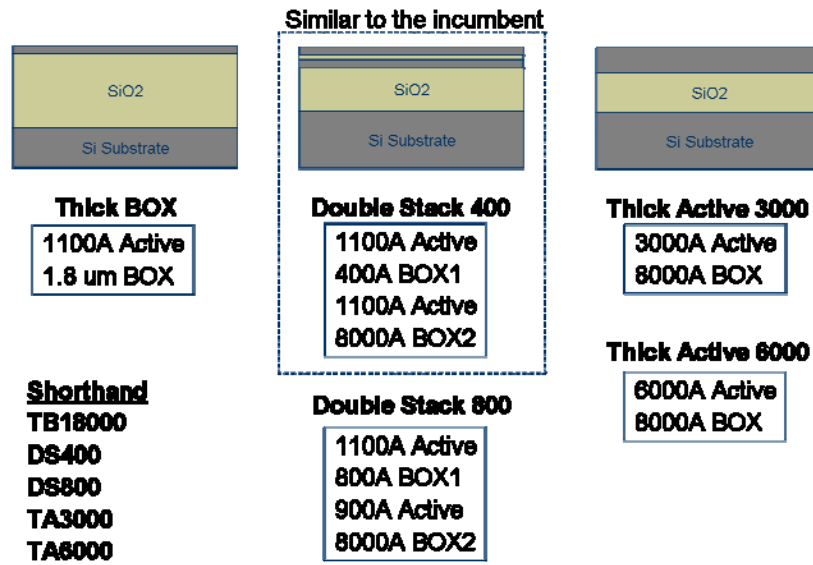 Similar to the incumbent
SiO2
Si Substrate
Thick BOX
1100A Active
1.8 um BOX
SiO2
Si Substrate
Double Stack 400
1100A Active
400A BOX1
1100A Active
8000A BOX2
SiO2
Si Substrate
Thick Active 3000
3000A Active
8000A BOX
Thick Active 6000
6000A Active
8000A BOX
Double Stack 800
1100A Active
800A BOX1
900A Active
8000A BOX2
Shorthand
TB18000
DS400
DS800
TA3000
TA6000